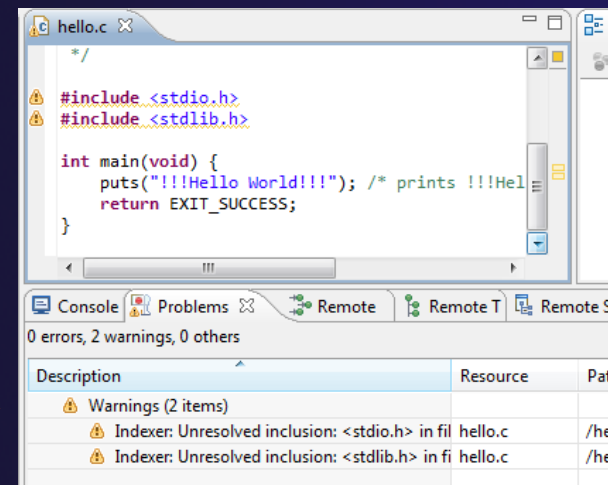 hello.c
*/
#include <stdio.h>
#include <stdlib.h>
int main(void) {
puts("!!!Hello World!!!"); /* prints !!!Hel
return EXIT_SUCCESS;
}
Console Problems Remote Remote T Remote S
0 errors, 2 warnings, 0 others
Description Resource Pat
Warnings (2 items)
Indexer: Unresolved inclusion: <stdio.h> in fil hello.c /he
Indexer: Unresolved inclusion: <stdlib.h> in fi hello.c /he